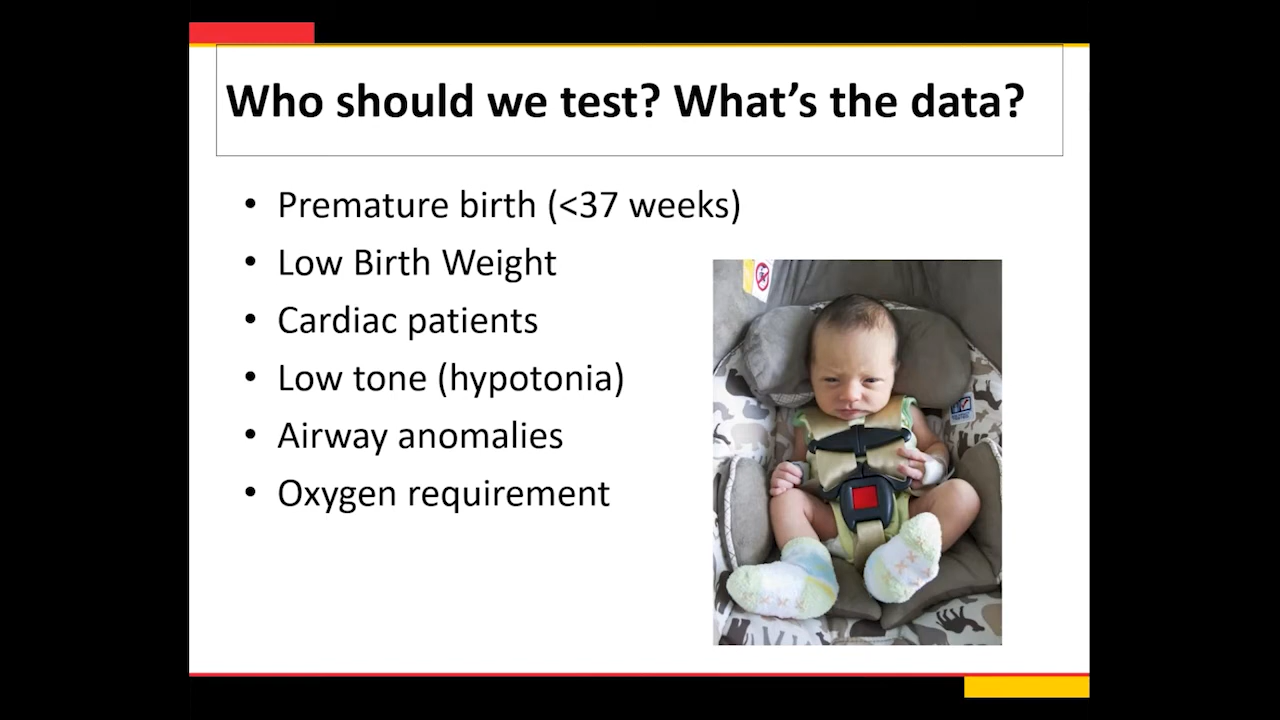 Who should we test? What’s the data?
• Premature birth (<37 weeks)
• Low Birth Weight
• Cardiac patients
• Low tone (hypotonia)
• Airway anomalies
• Oxygen requirement